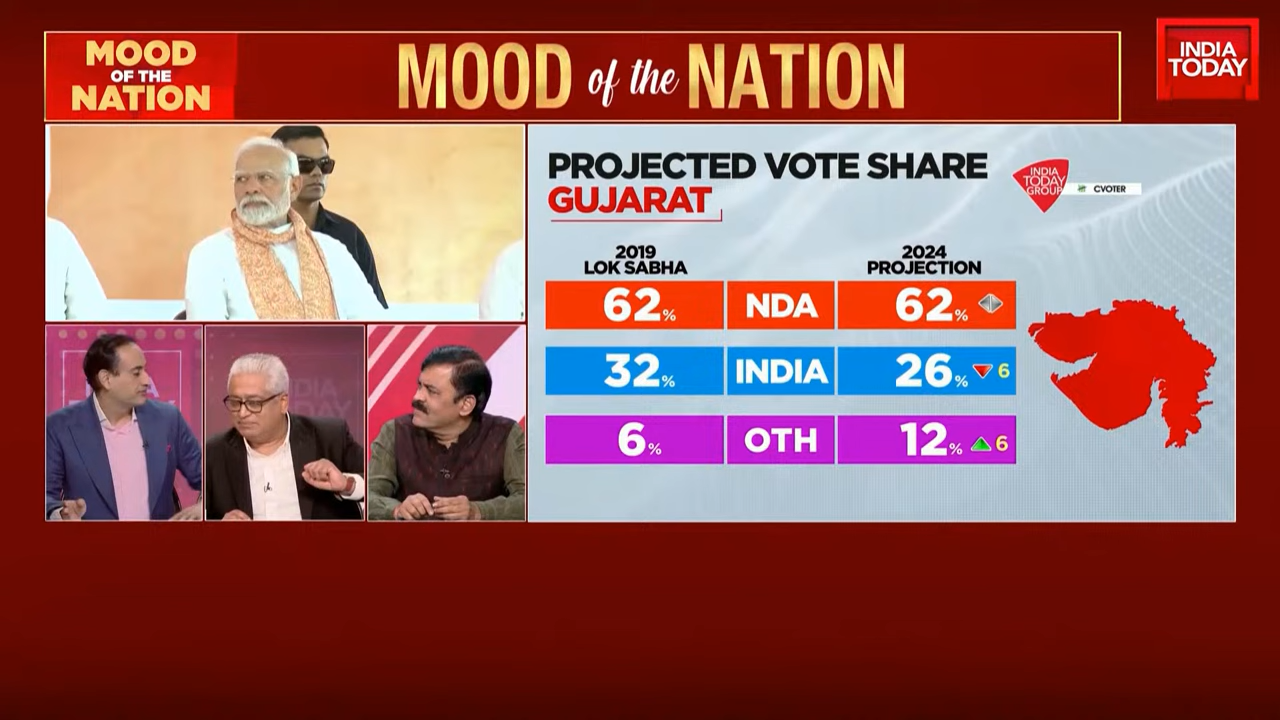 MOOD
OF THE
NATION
MOOD of the NATION
INDIA
TODAY
PROJECTED VOTE SHARE
GUJARAT
INDIA
TODAY
GROUP
CVOTER
2019
LOK SABHA
2024
PROJECTION
62% NDA 62%
32% INDIA 26% 6
6% OTH 12% 6